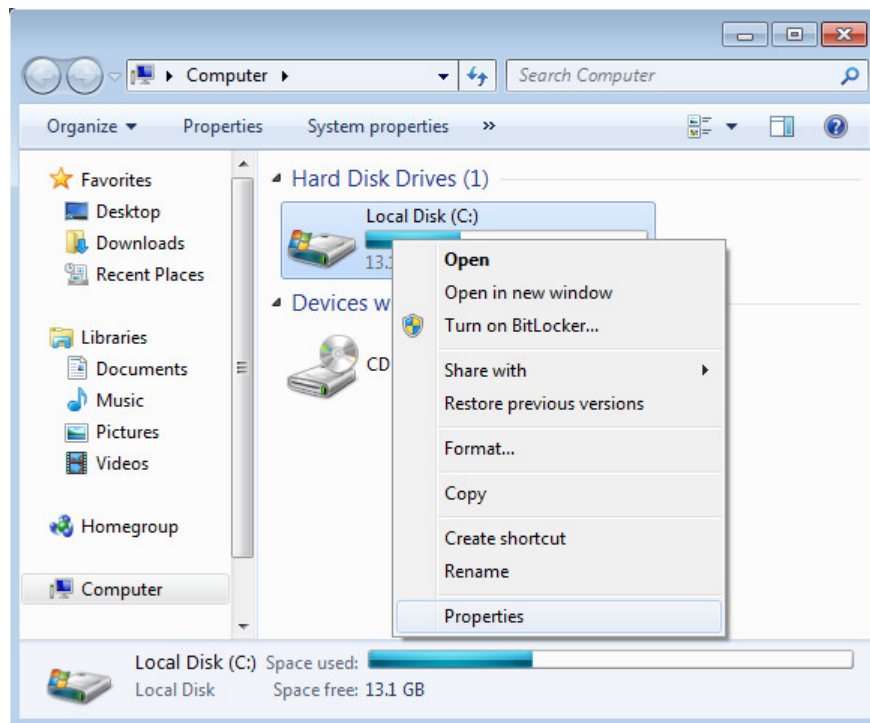 Computer
Search Computer
Organize
Properties
System properties
»
Favorites
Desktop
Downloads
Recent Places
Libraries
Documents
Music
Pictures
Videos
Homegroup
Computer
Hard Disk Drives (1)
Local Disk (C:)
13.1
Devices w
CD
Open
Open in new window
Turn on BitLocker...
Share with
Restore previous versions
Format...
Copy
Create shortcut
Rename
Properties
Local Disk (C:) Space used:
Local Disk Space free: 13.1 GB